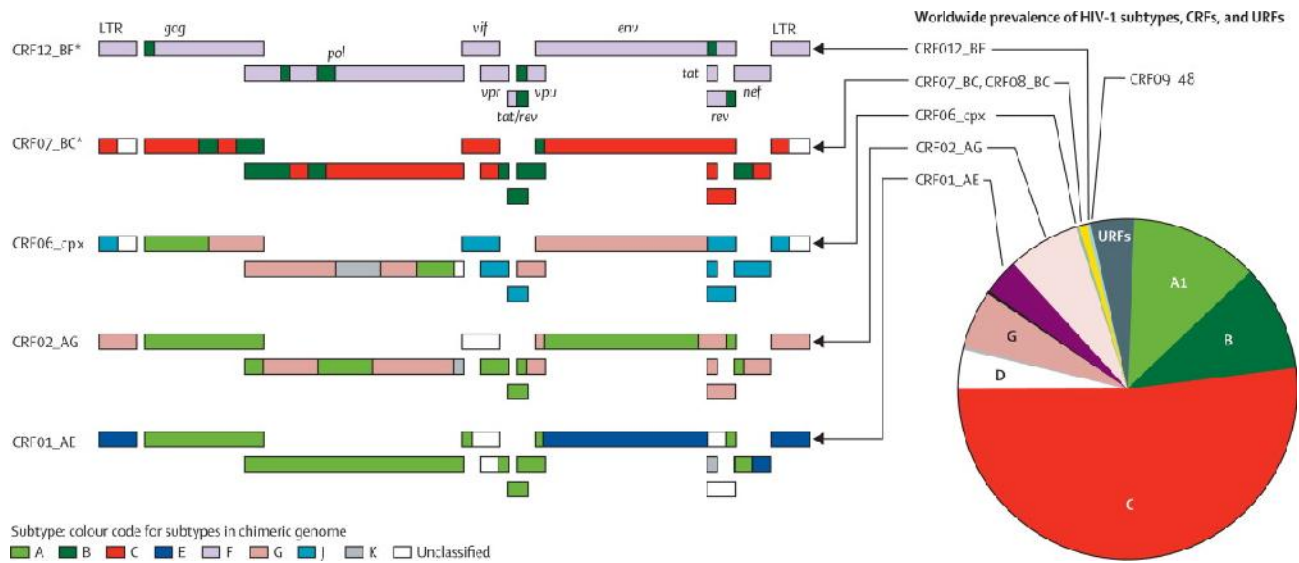 LTR gag vif env LTR
Worldwide prevalence of HIV-1 subtypes, CRFs, and URFs
CRF12_BF*
CRF012_BF
pol
tat
CRF07_BC, CRF08_BC
CRF09_48
vpr vpu nef
tat/rev rev
CRF06_cpx
CRF07_BC*
CRF02_AG
CRF01_AE
URFs
CRF06_cpx
A1
B
G
CRF02_AG
D
CRF01_AE
C
Subtype: colour code for subtypes in chimeric genome
A B C E F G J K Unclassified